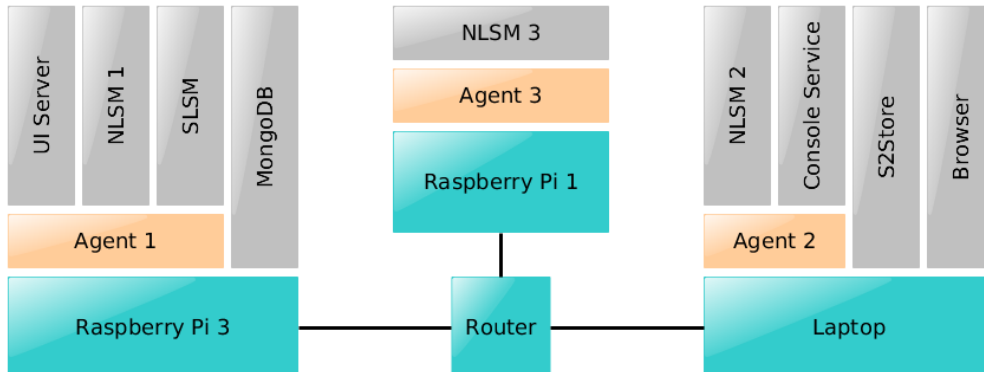 UI Server
NLSM 1
SLSM
MongoDB
Agent 1
Raspberry Pi 3
NLSM 3
Agent 3
Raspberry Pi 1
Router
NLSM 2
Console Service
S2Store
Browser
Agent 2
Laptop